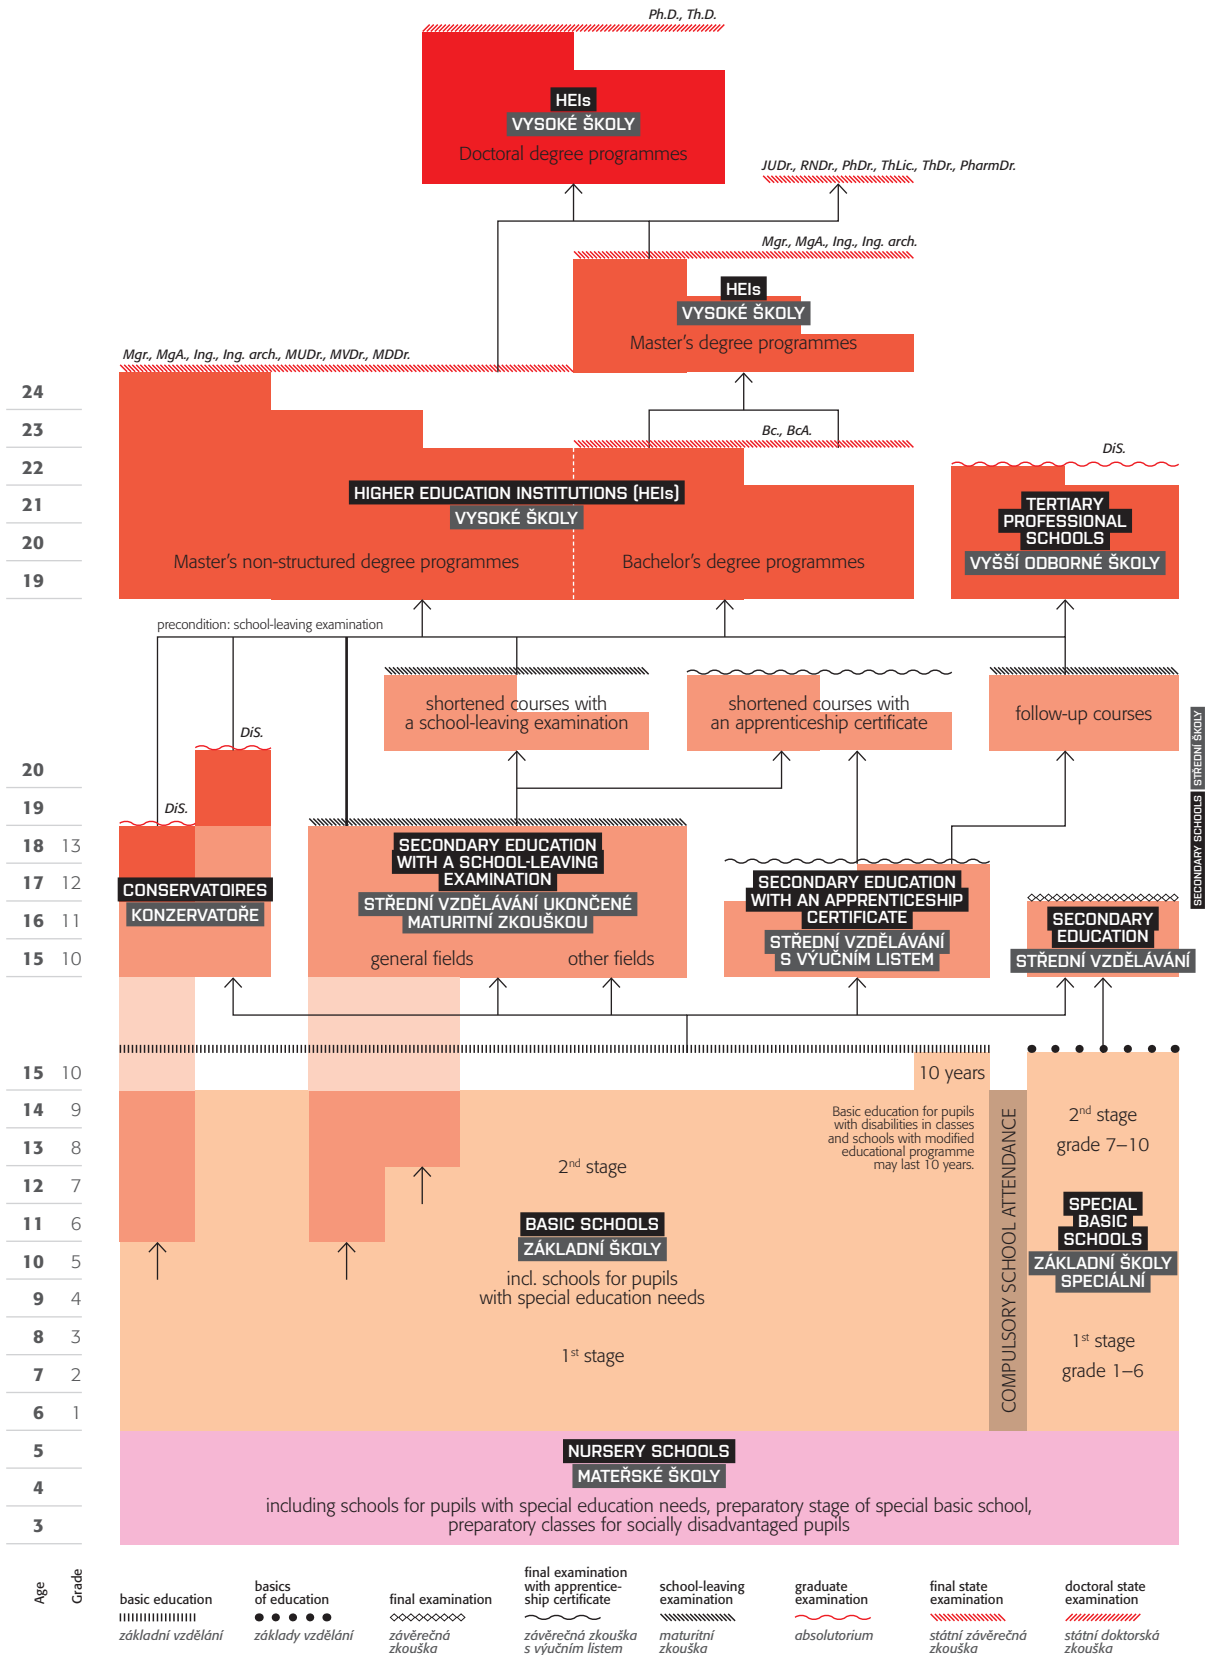 Ph.D., Th.D.
HEIs
VYSOKÉ ŠKOLY
Doctoral degree programmes
JUDr., RNDr., PhDr., ThLic., ThDr., PharmDr.
Mgr., MgA., Ing., Ing. arch.
HEIs
VYSOKÉ ŠKOLY
Master's degree programmes
Mgr., MgA., Ing., Ing. arch., MUDr., MVDr., MDDr.
24
23
Bc., BcA.
22
DiS.
21
HIGHER EDUCATION INSTITUTIONS (HEIs)
VYSOKÉ ŠKOLY
TERTIARY
PROFESSIONAL
SCHOOLS
VYŠŠÍ ODBORNÉ ŠKOLY
20
19
Master's non-structured degree programmes
Bachelor's degree programmes
precondition: school-leaving examination
shortened courses with
a school-leaving examination
shortened courses with
an apprenticeship certificate
follow-up courses
SECONDARY SCHOOLS STŘEDNÍ ŠKOLY
DiS.
20
19
DiS.
18 13
17 12
16 11
15 10
CONSERVATOIRES
KONZERVATOŘE
SECONDARY EDUCATION
WITH A SCHOOL-LEAVING
EXAMINATION
STŘEDNÍ VZDĚLÁVÁNÍ UKONČENÉ
MATURITNÍ ZKOUŠKOU
general fields
other fields
SECONDARY EDUCATION
WITH AN APPRENTICESHIP
CERTIFICATE
STŘEDNÍ VZDĚLÁVÁNÍ
S VÝUČNÍM LISTEM
SECONDARY
EDUCATION
STŘEDNÍ VZDĚLÁVÁNÍ
15 10
14 9
13 8
12 7
11 6
10 5
9 4
8 3
7 2
6 1
5
4
3
10 years
Basic education for pupils
with disabilities in classes
and schools with modified
educational programme
may last 10 years.
2nd stage
BASIC SCHOOLS
ZÁKLADNÍ ŠKOLY
incl. schools for pupils
with special education needs
1st stage
COMPULSORY SCHOOL ATTENDANCE
2nd stage
grade 7–10
SPECIAL
BASIC
SCHOOLS
ZÁKLADNÍ ŠKOLY
SPECIÁLNÍ
1st stage
grade 1–6
NURSERY SCHOOLS
MATEŘSKÉ ŠKOLY
including schools for pupils with special education needs, preparatory stage of special basic school,
preparatory classes for socially disadvantaged pupils
Age
Grade
basic education
základní vzdělání
basics
of education
základy vzdělání
final examination
závěrečná
zkouška
final examination
with apprentice-
ship certificate
závěrečná zkouška
s výučním listem
school-leaving
examination
maturitní
zkouška
graduate
examination
absolutorium
final state
examination
státní závěrečná
zkouška
doctoral state
examination
státní doktorská
zkouška